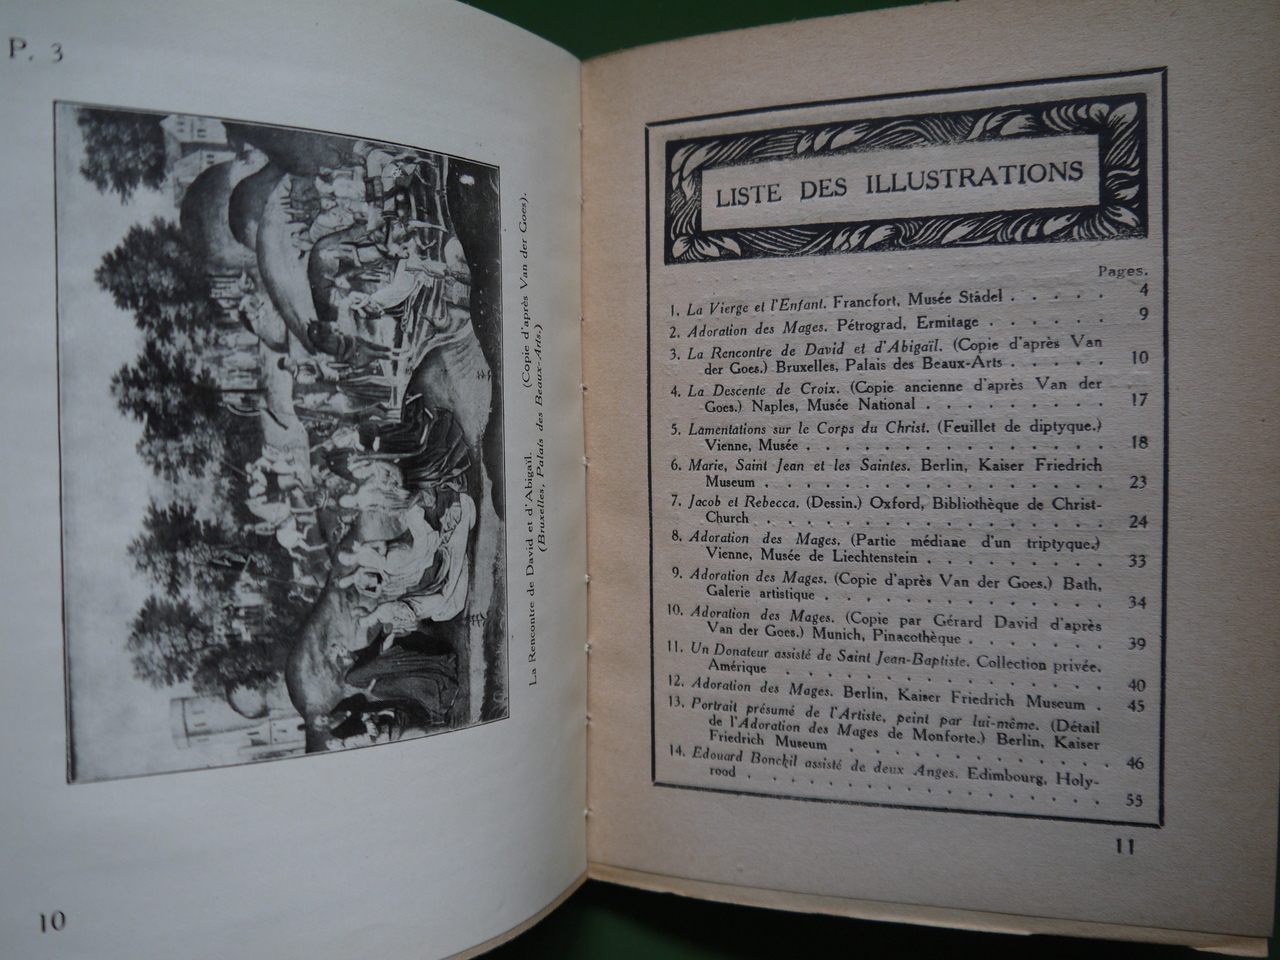 P. 3
La Rencontre de David et d'Abigaïl. (Copie d'après Van der Goes).
(Bruxelles, Palais des Beaux-Arts.)
10
LISTE DES ILLUSTRATIONS
Pages.
1. La Vierge et l'Enfant. Francfort, Musée Städel . . . . . 4
2. Adoration des Mages. Pétrograd, Ermitage . . . . . . 9
3. La Rencontre de David et d'Abigaïl. (Copie d'après Van
der Goes.) Bruxelles, Palais des Beaux-Arts . . . . . 10
4. La Descente de Croix. (Copie ancienne d'après Van der
Goes.) Naples, Musée National . . . . . . . . . 17
5. Lamentations sur le Corps du Christ. (Feuillet de diptyque.)
Vienne, Musée . . . . . . . . . . . . . . . 18
6. Marie, Saint Jean et les Saintes. Berlin, Kaiser Friedrich
Museum . . . . . . . . . . . . . . . . . 23
7. Jacob et Rebecca. (Dessin.) Oxford, Bibliothèque de Christ-
Church . . . . . . . . . . . . . . . . . 24
8. Adoration des Mages. (Partie médiane d'un triptyque.)
Vienne, Musée de Liechtenstein . . . . . . . . . 33
9. Adoration des Mages. (Copie d'après Van der Goes.) Bath,
Galerie artistique . . . . . . . . . . . . . . 34
10. Adoration des Mages. (Copie par Gérard David d'après
Van der Goes.) Munich, Pinacothèque . . . . . . . 39
11. Un Donateur assisté de Saint Jean-Baptiste. Collection privée.
Amérique . . . . . . . . . . . . . . . . . 40
12. Adoration des Mages. Berlin, Kaiser Friedrich Museum . 45
13. Portrait présumé de l'Artiste, peint par lui-même. (Détail
de l'Adoration des Mages de Monforte.) Berlin, Kaiser
Friedrich Museum . . . . . . . . . . . . . . 46
14. Edouard Bonckil assisté de deux Anges. Edimbourg, Holy-
rood . . . . . . . . . . . . . . . . . . 55
11